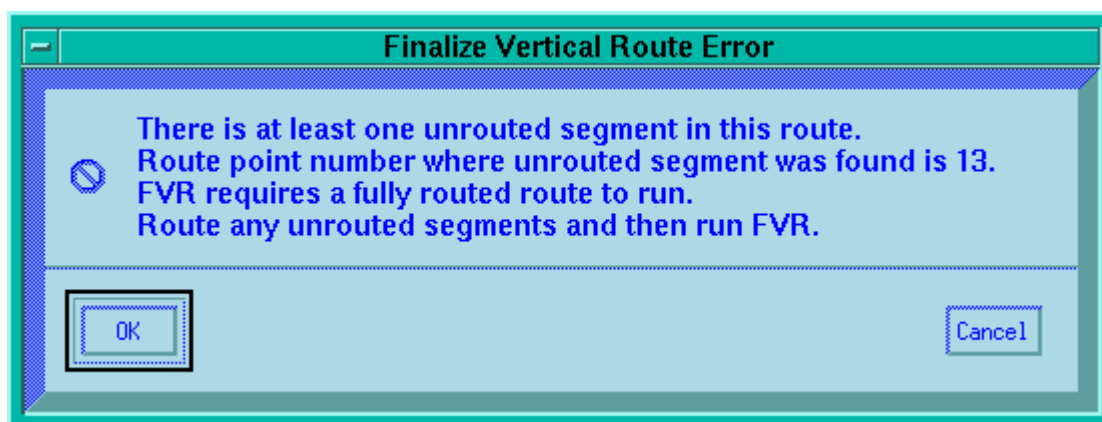 Finalize Vertical Route Error
There is at least one unrouted segment in this route.
Route point number where unrouted segment was found is 13.
FVR requires a fully routed route to run.
Route any unrouted segments and then run FVR.
OK
Cancel